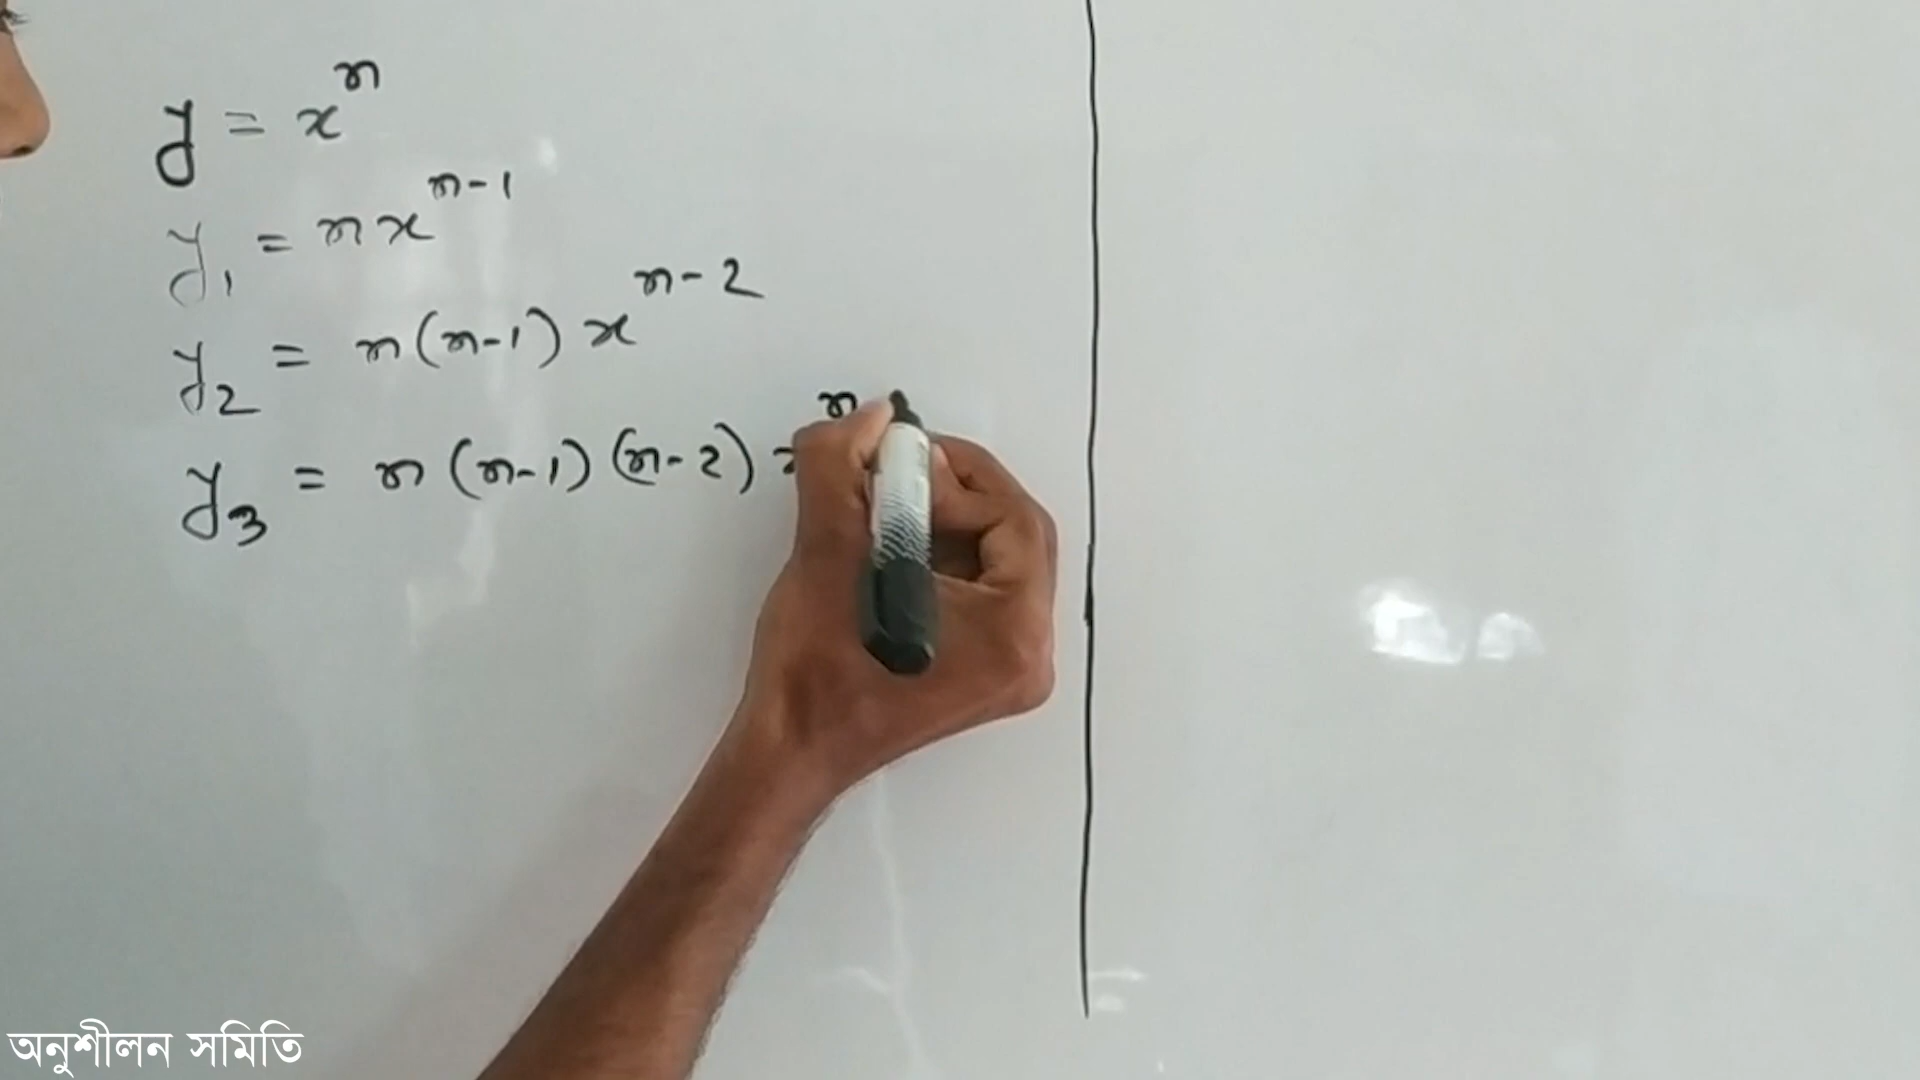 y = x^n
y₁ = nx^{n-1}
y₂ = n(n-1) x^{n-2}
y₃ = n(n-1)(n-2) x^n
অনুশীলন সমিতি